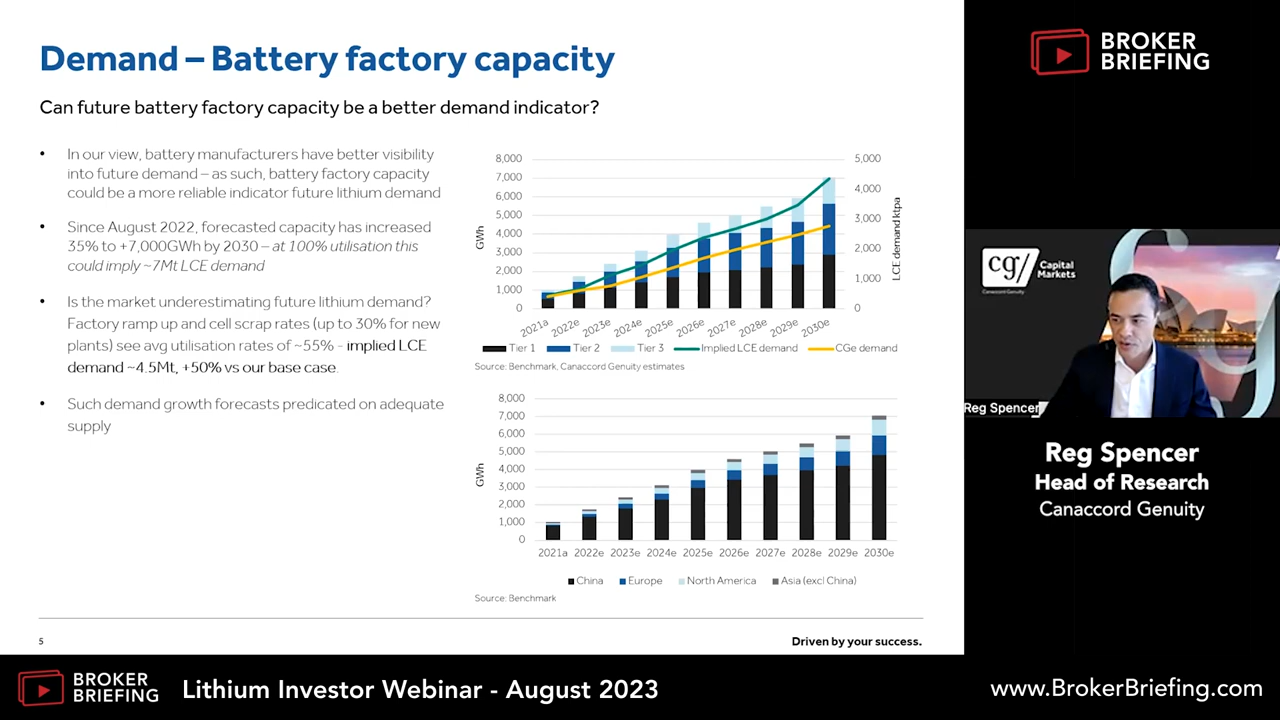 Demand – Battery factory capacity
Can future battery factory capacity be a better demand indicator?
• In our view, battery manufacturers have better visibility
into future demand – as such, battery factory capacity
could be a more reliable indicator future lithium demand
• Since August 2022, forecasted capacity has increased
35% to +7,000GWh by 2030 – at 100% utilisation this
could imply ~7Mt LCE demand
• Is the market underestimating future lithium demand?
Factory ramp up and cell scrap rates (up to 30% for new
plants) see avg utilisation rates of ~55% - implied LCE
demand ~4.5Mt, +50% vs our base case.
• Such demand growth forecasts predicated on adequate
supply
8,000
7,000
6,000
5,000
4,000
3,000
2,000
1,000
0
GWh
5,000
4,000
3,000
2,000
1,000
0
LCE demand ktpa
2021a 2022e 2023e 2024e 2025e 2026e 2027e 2028e 2029e 2030e
Tier 1 Tier 2 Tier 3 Implied LCE demand CGe demand
Source: Benchmark, Canaccord Genuity estimates
8,000
7,000
6,000
5,000
4,000
3,000
2,000
1,000
0
GWh
2021a 2022e 2023e 2024e 2025e 2026e 2027e 2028e 2029e 2030e
China Europe North America Asia (excl China)
Source: Benchmark
5
Driven by your success.
BROKER
BRIEFING
cg/ Capital
Markets
Canaccord Genuity
Reg Spencer
Reg Spencer
Head of Research
Canaccord Genuity
BROKER
BRIEFING
Lithium Investor Webinar - August 2023
www.BrokerBriefing.com